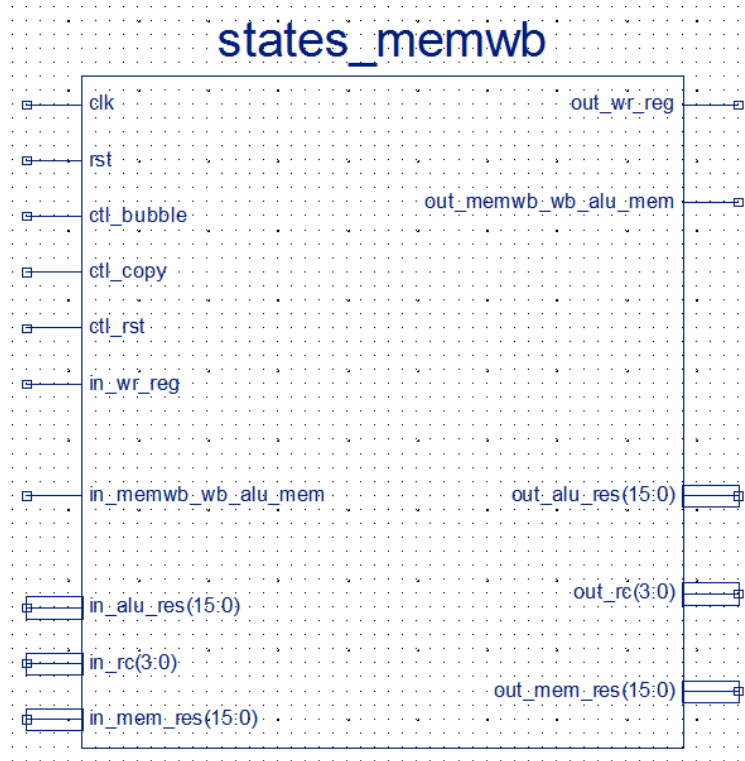 states_memwb
clk
out_wr_reg
rst
out_memwb_wb_alu_mem
ctl_bubble
ctl_copy
ctl_rst
in_wr_reg
in_memwb_wb_alu_mem
out_alu_res(15:0)
out_rc(3:0)
in_alu_res(15:0)
in_rc(3:0)
out_mem_res(15:0)
in_mem_res(15:0)